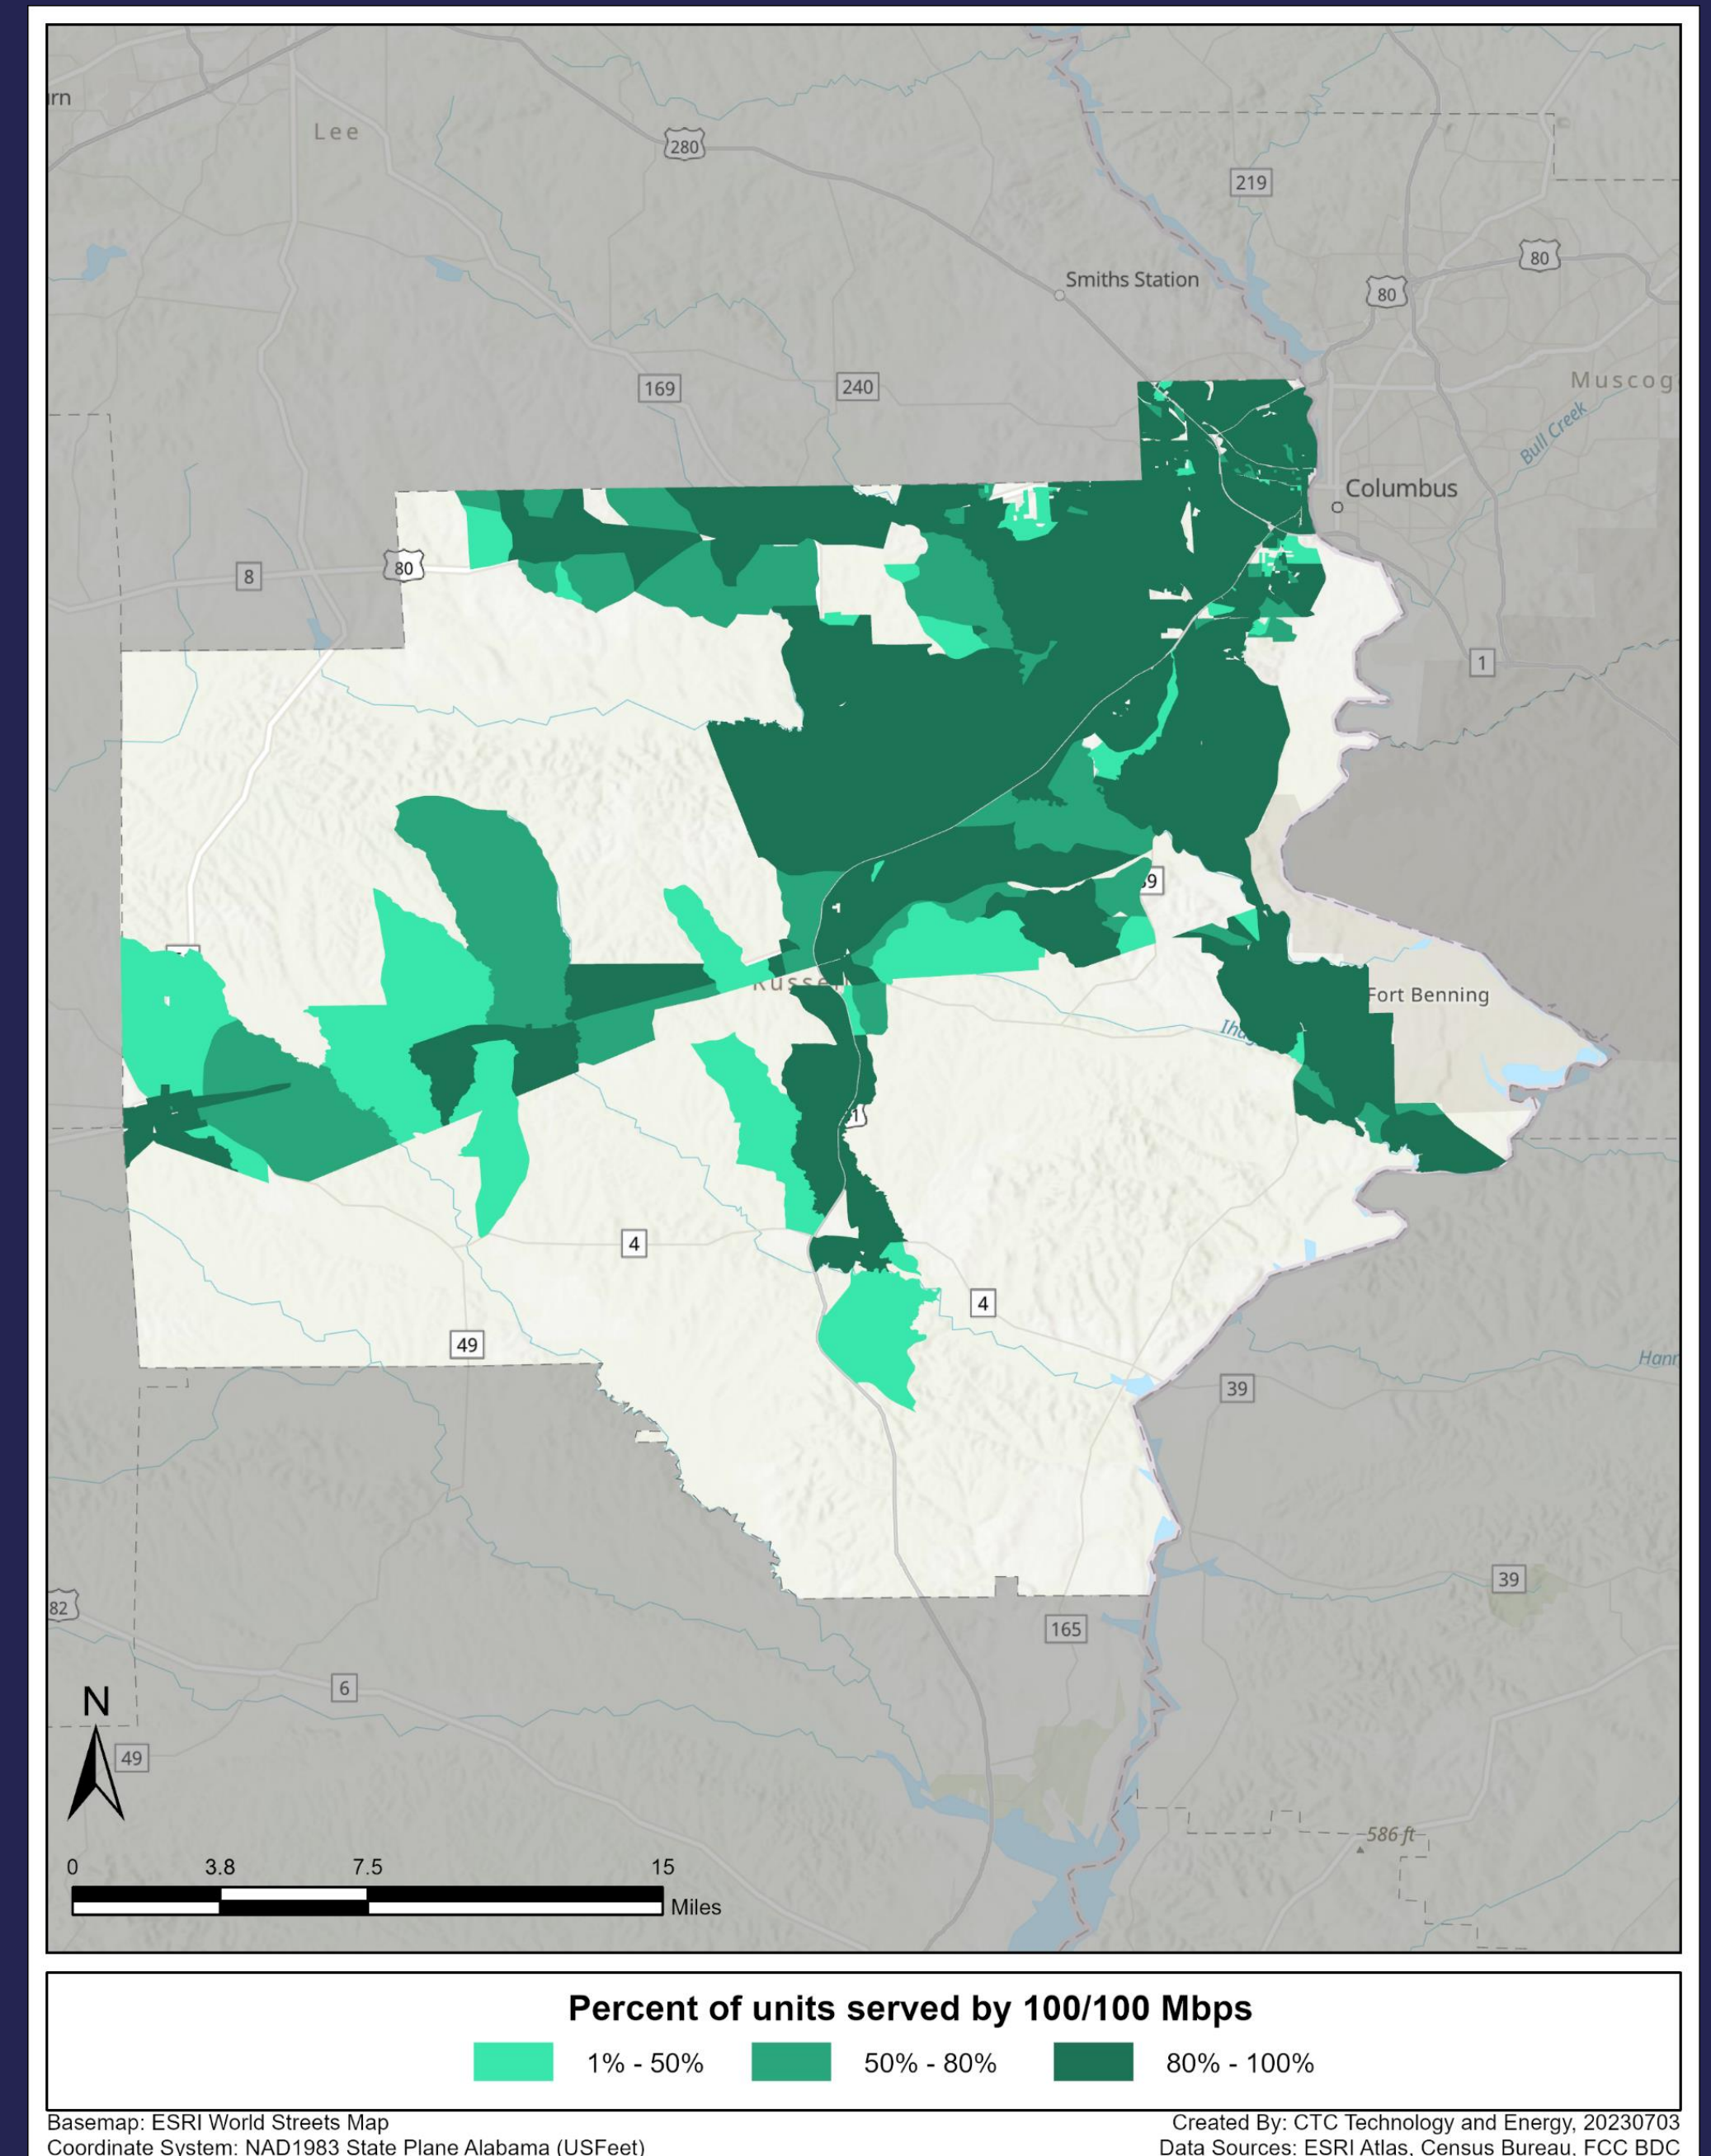 rn
Lee
280
219
80
80
Smiths Station
169
240
Muscog
Bull Creek
Columbus
8
80
1
39
Russell
Fort Benning
1
4
4
49
Hann
39
39
82
165
6
N
49
586 ft
0 3.8 7.5 15
Miles
Percent of units served by 100/100 Mbps
1% - 50% 50% - 80% 80% - 100%
Basemap: ESRI World Streets Map
Created By: CTC Technology and Energy, 20230703
Coordinate System: NAD1983 State Plane Alabama (USFeet)
Data Sources: ESRI Atlas, Census Bureau, FCC BDC